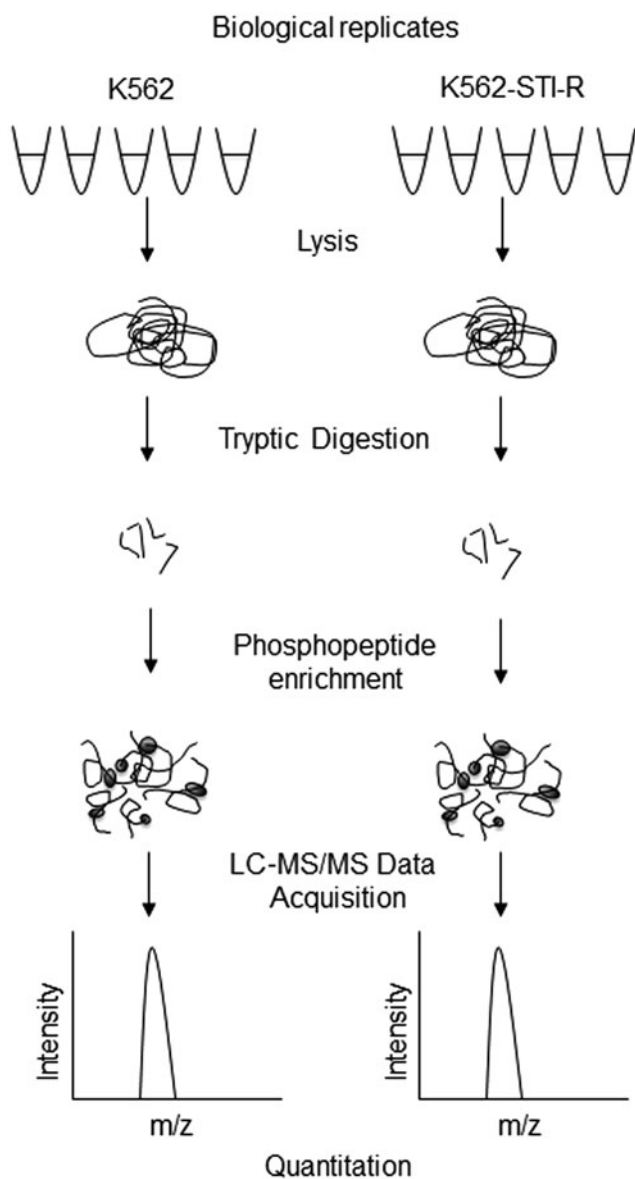 Biological replicates
K562
K562-STI-R
Lysis
Tryptic Digestion
Phosphopeptide
enrichment
LC-MS/MS Data
Acquisition
Intensity
m/z
Intensity
m/z
Quantitation